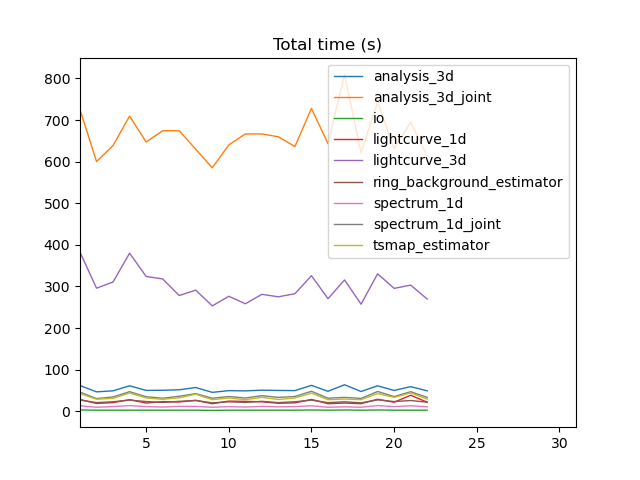 Total time (s)
800
700
600
500
400
300
200
100
0
analysis_3d
analysis_3d_joint
io
lightcurve_1d
lightcurve_3d
ring_background_estimator
spectrum_1d
spectrum_1d_joint
tsmap_estimator
5 10 15 20 25 30